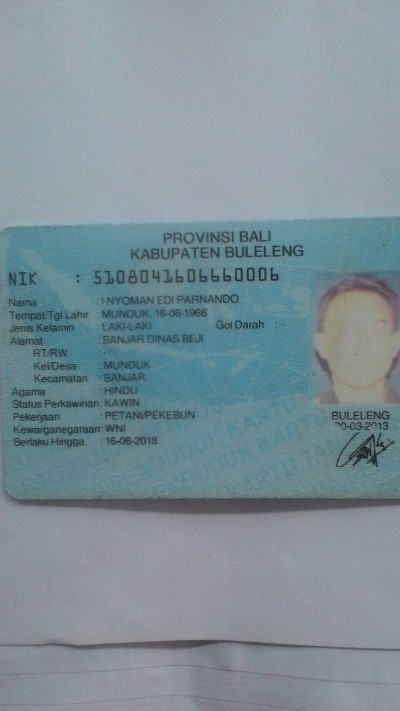 PROVINSI BALI
KABUPATEN BULELENG
NIK : 5108041606660006
Nama : I NYOMAN EDI PARNANDO
Tempat/Tgl Lahir : MUNDUK, 16-06-1966
Jenis Kelamin : LAKI-LAKI Gol Darah : -
Alamat : BANJAR DINAS BEJI
RT/RW : -
Kel/Desa : MUNDUK
Kecamatan : BANJAR
Agama : HINDU
Status Perkawinan: KAWIN
Pekerjaan : PETANI/PEKEBUN
Kewarganegaraan: WNI
Berlaku Hingga : 16-06-2018
BULELENG
-03-2013